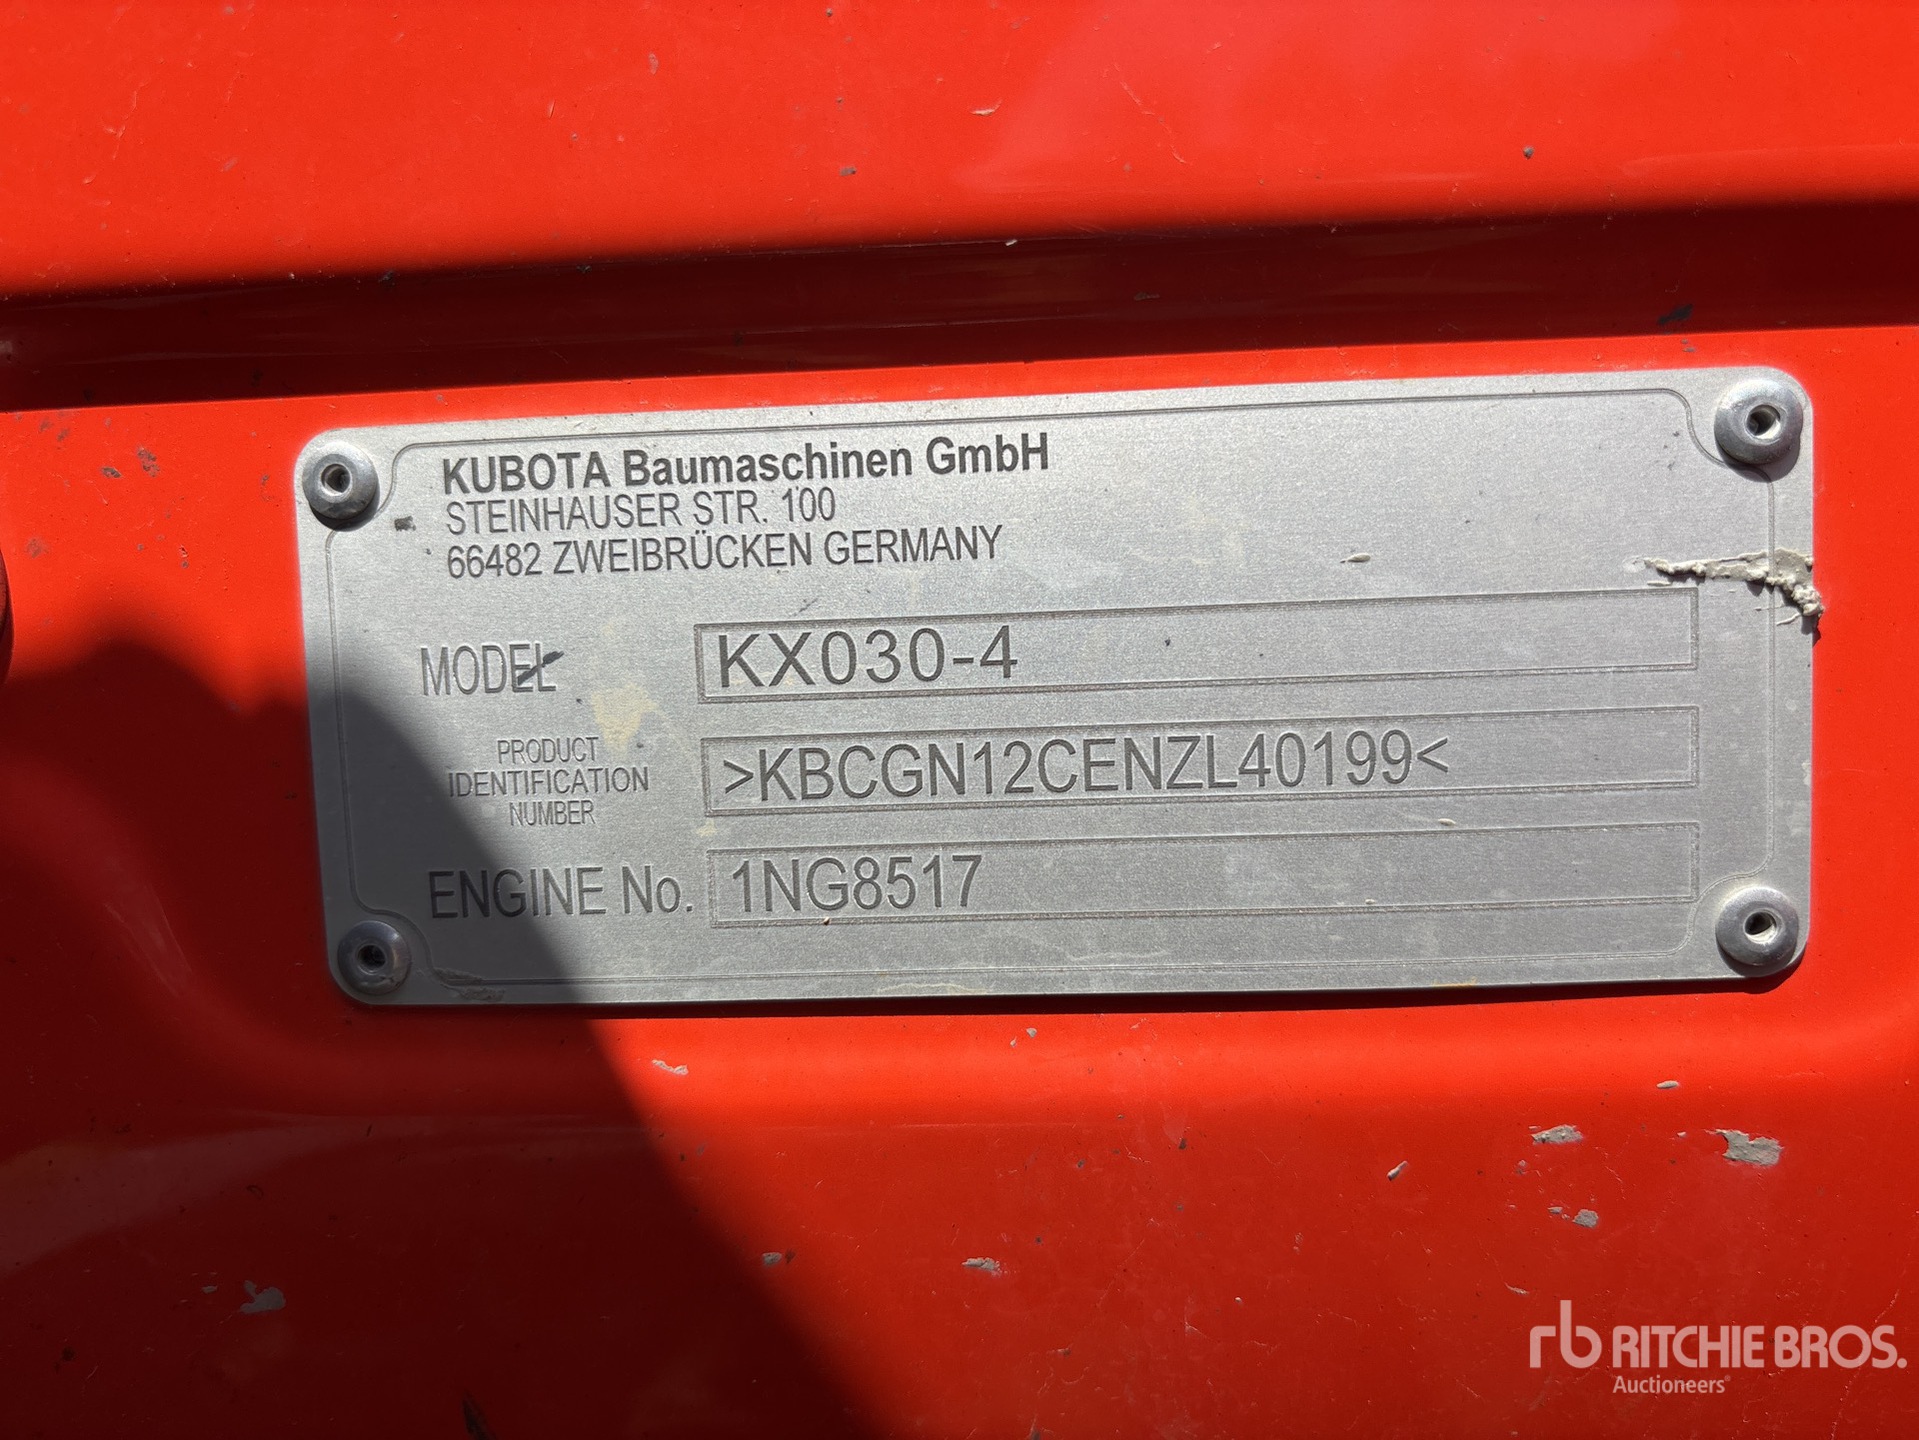 KUBOTA Baumaschinen GmbH
STEINHAUSER STR. 100
66482 ZWEIBRÜCKEN GERMANY
MODEL KX030-4
PRODUCT
IDENTIFICATION
NUMBER
>KBCGN12CENZL40199<
ENGINE No. 1NG8517
rb RITCHIE BROS.
Auctioneers®